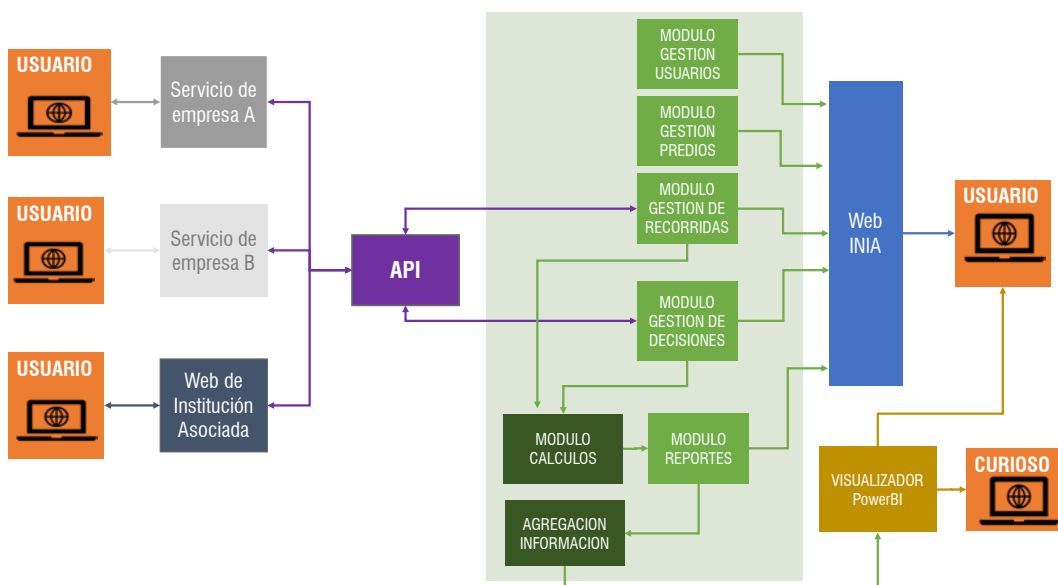 USUARIO
Servicio de
empresa A
USUARIO
Servicio de
empresa B
USUARIO
Web de
Institución
Asociada
API
MODULO
GESTION
USUARIOS
MODULO
GESTION
PREDIOS
MODULO
GESTION DE
RECORRIDAS
MODULO
GESTION DE
DECISIONES
MODULO
CALCULOS
MODULO
REPORTES
AGREGACION
INFORMACION
Web
INIA
USUARIO
VISUALIZADOR
PowerBI
CURIOSO